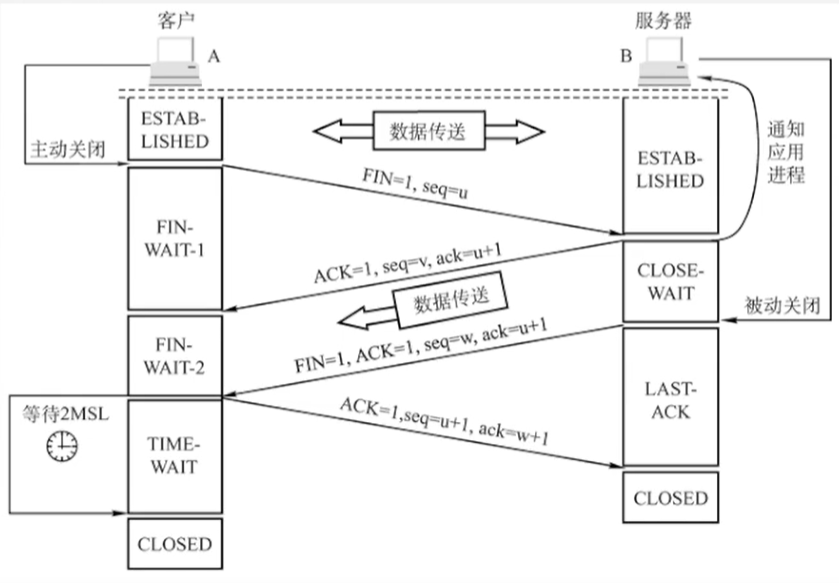 客户
服务器
A
B
ESTAB-
LISHED
数据传送
通知
应用
进程
主动关闭
ESTAB-
LISHED
FIN=1, seq=u
FIN-
WAIT-1
ACK=1, seq=v, ack=u+1
CLOSE-
WAIT
数据传送
被动关闭
FIN-
WAIT-2
FIN=1, ACK=1, seq=w, ack=u+1
LAST-
ACK
等待2MSL
ACK=1,seq=u+1, ack=w+1
TIME-
WAIT
CLOSED
CLOSED